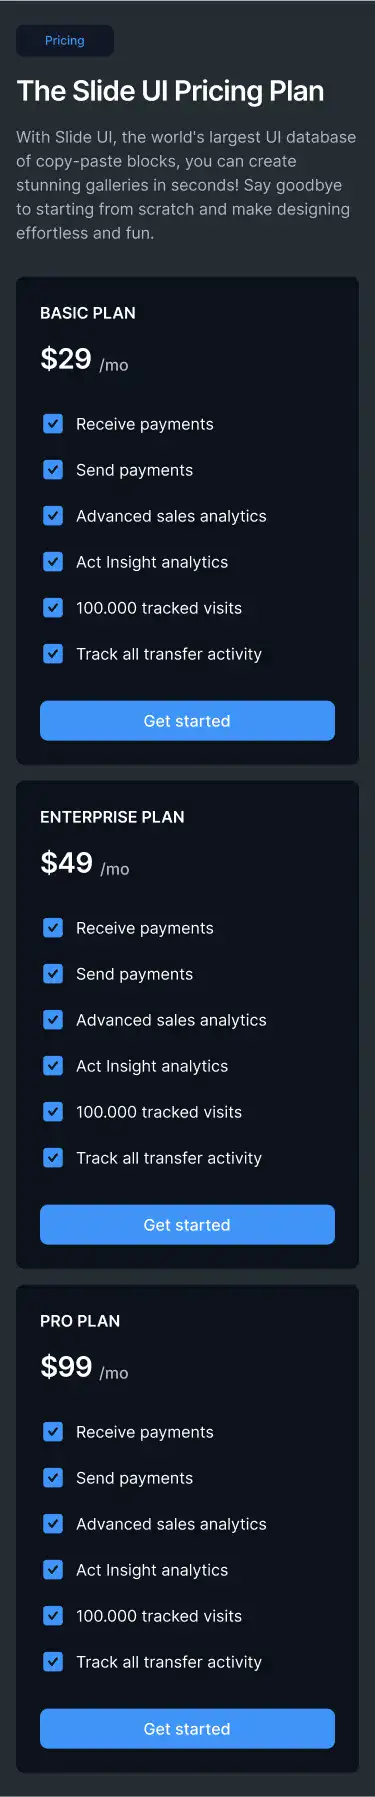 Pricing
The Slide UI Pricing Plan
With Slide UI, the world's largest UI database
of copy-paste blocks, you can create
stunning galleries in seconds! Say goodbye
to starting from scratch and make designing
effortless and fun.
BASIC PLAN
$29 /mo
Receive payments
Send payments
Advanced sales analytics
Act Insight analytics
100.000 tracked visits
Track all transfer activity
Get started
ENTERPRISE PLAN
$49 /mo
Receive payments
Send payments
Advanced sales analytics
Act Insight analytics
100.000 tracked visits
Track all transfer activity
Get started
PRO PLAN
$99 /mo
Receive payments
Send payments
Advanced sales analytics
Act Insight analytics
100.000 tracked visits
Track all transfer activity
Get started